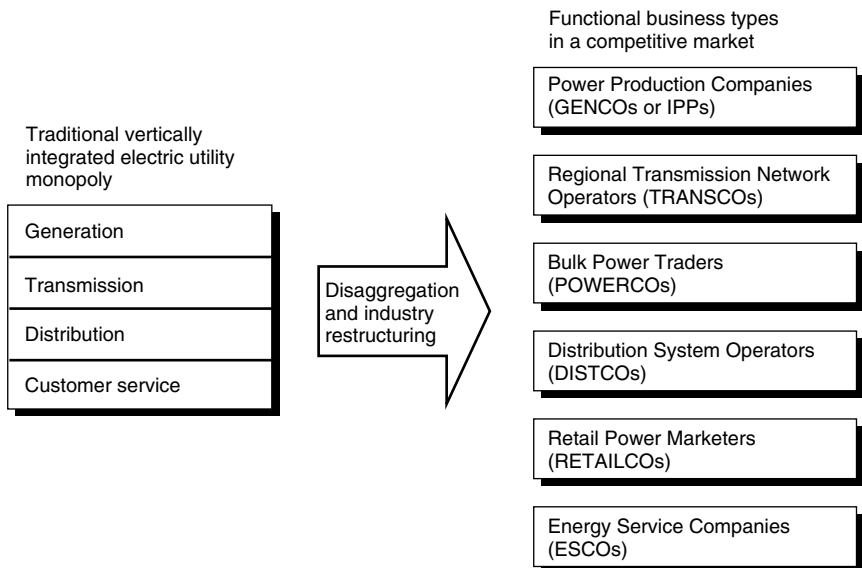 Traditional vertically
integrated electric utility
monopoly
Generation
Transmission
Distribution
Customer service
Disaggregation
and industry
restructuring
Functional business types
in a competitive market
Power Production Companies
(GENCOs or IPPs)
Regional Transmission Network
Operators (TRANSCOs)
Bulk Power Traders
(POWERCOs)
Distribution System Operators
(DISTCOs)
Retail Power Marketers
(RETAILCOs)
Energy Service Companies
(ESCOs)